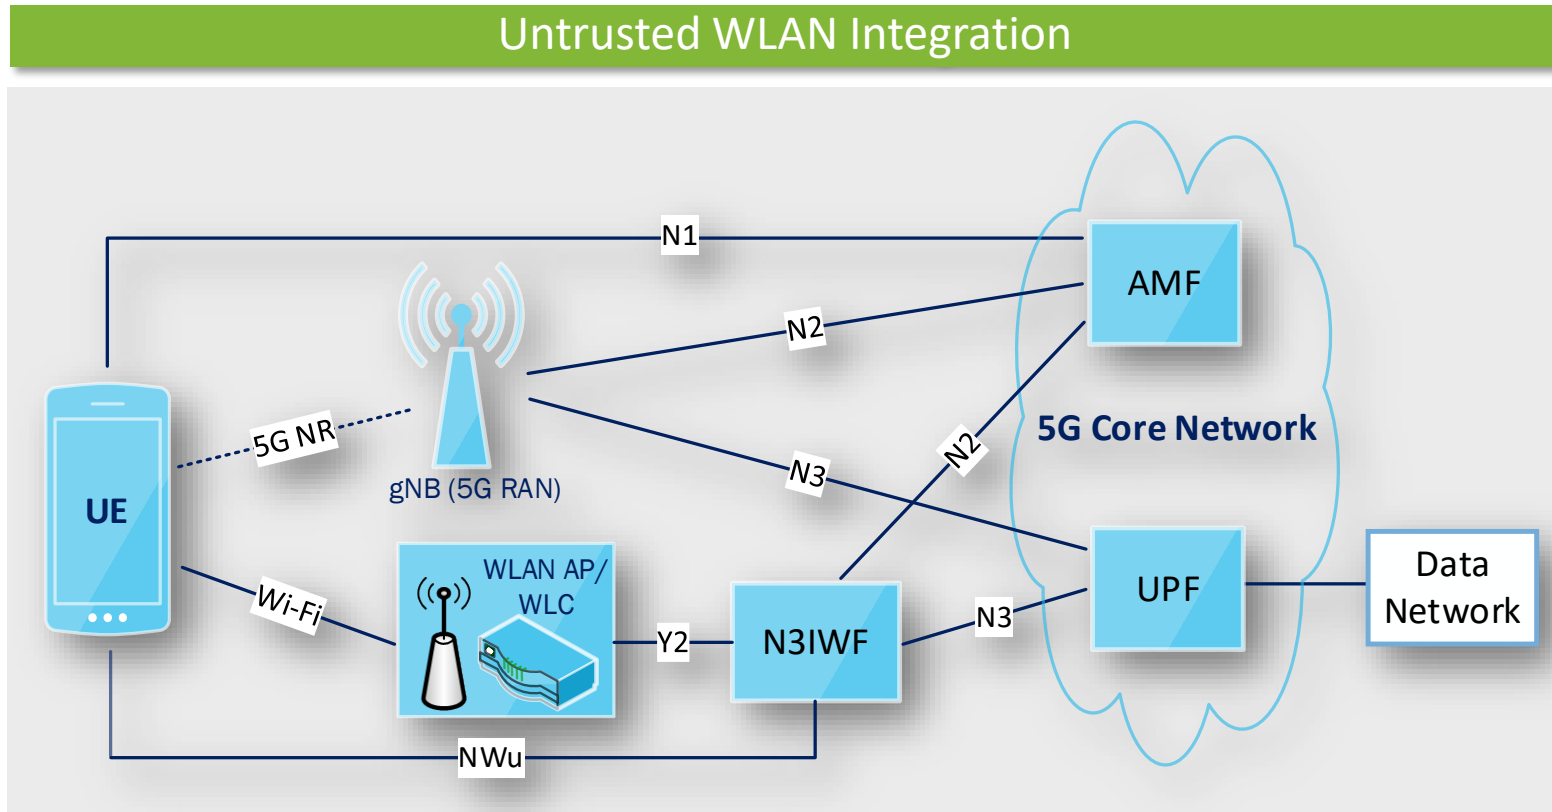 Untrusted WLAN Integration
N1
AMF
N2
5G NR
5G Core Network
N2
N3
gNB (5G RAN)
UE
WLAN AP/
WLC
Wi-Fi
Y2
N3IWF
N3
UPF
Data
Network
NWu